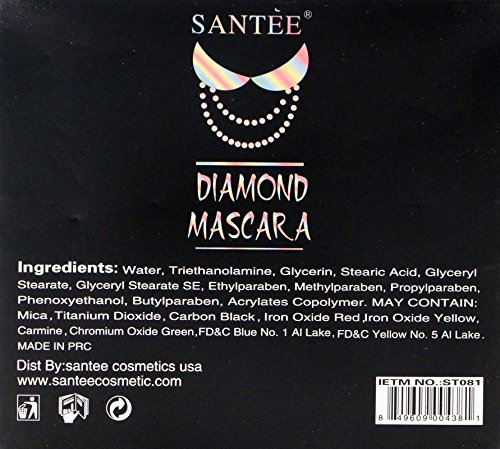 SANTÈE®
DIAMOND
MASCARA
Ingredients: Water, Triethanolamine, Glycerin, Stearic Acid, Glyceryl
Stearate, Glyceryl Stearate SE, Ethylparaben, Methylparaben, Propylparaben,
Phenoxyethanol, Butylparaben, Acrylates Copolymer. MAY CONTAIN:
Mica, Titanium Dioxide, Carbon Black, Iron Oxide Red,Iron Oxide Yellow,
Carmine, Chromium Oxide Green,FD&C Blue No. 1 Al Lake, FD&C Yellow No. 5 Al Lake.
MADE IN PRC
Dist By:santee cosmetics usa
www.santeecosmetic.com
IETM NO.:ST081
8 49609 00438 1